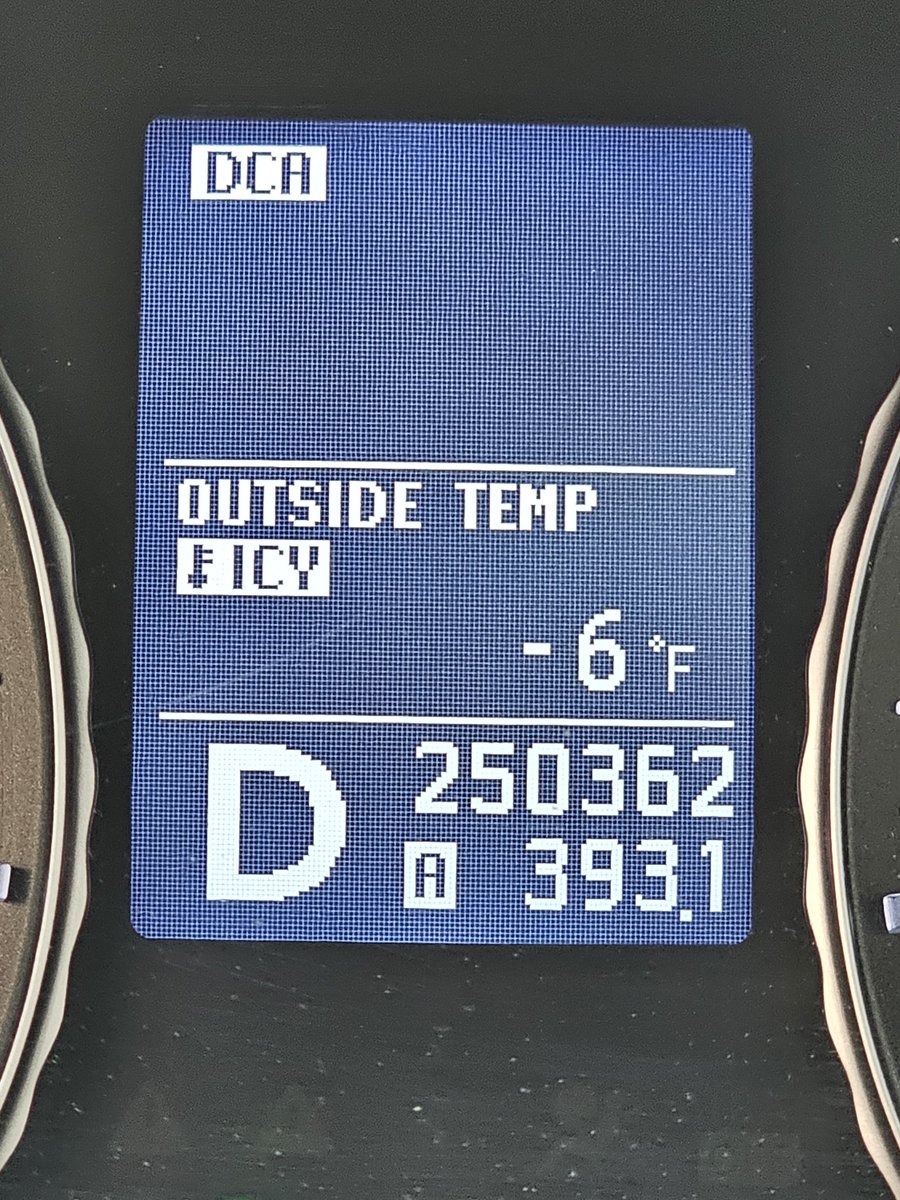 DCA
OUTSIDE TEMP
ICY
-6 °F
D 250362
A 393.1